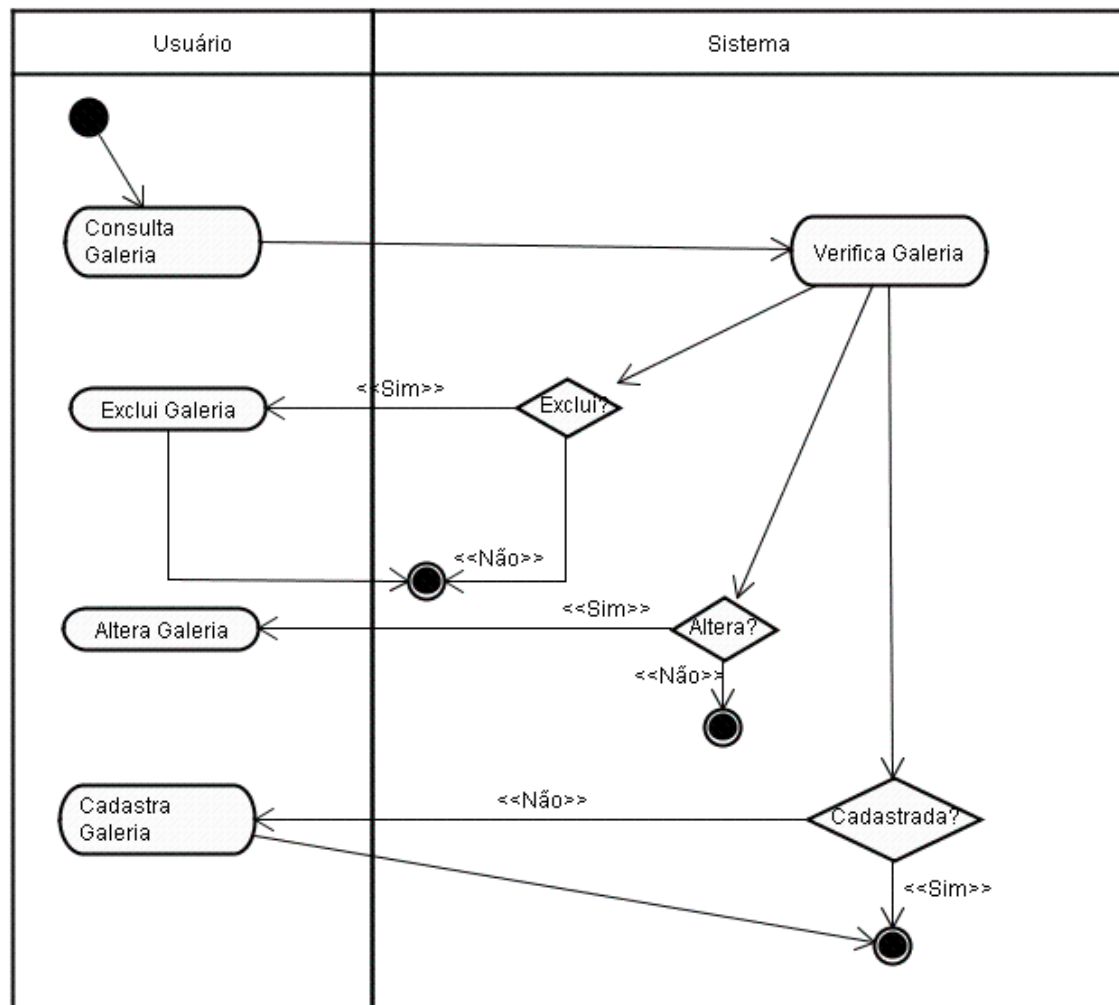 Usuário
Sistema
Consulta
Galeria
Verifica Galeria
<<Sim>>
Exclui Galeria
Exclui?
<<Não>>
<<Sim>>
Altera Galeria
Altera?
<<Não>>
Cadastra
Galeria
<<Não>>
Cadastrada?
<<Sim>>